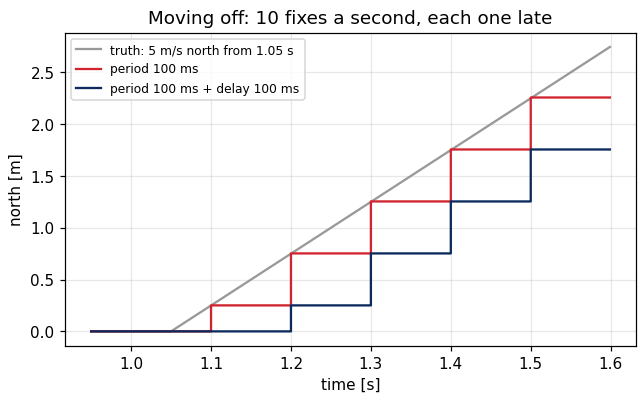 Moving off: 10 fixes a second, each one late
truth: 5 m/s north from 1.05 s
period 100 ms
period 100 ms + delay 100 ms
north [m]
2.5
2.0
1.5
1.0
0.5
0.0
1.0 1.1 1.2 1.3 1.4 1.5 1.6
time [s]